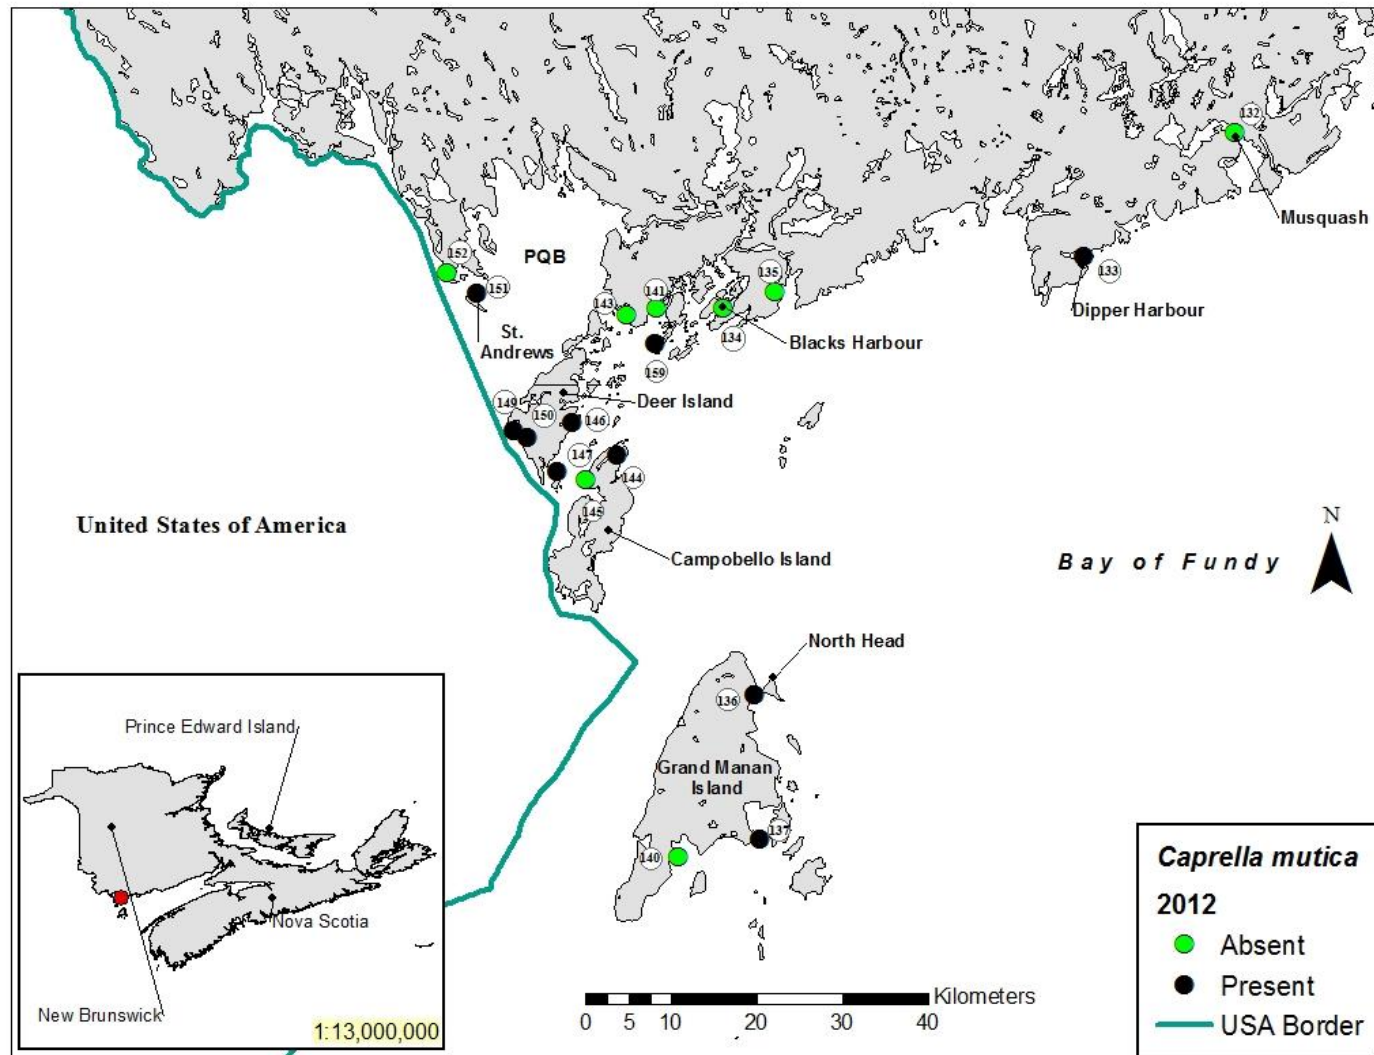 132
Musquash
152
PQB
151
135
133
143
141
Dipper Harbour
St.
Andrews
134
Blacks Harbour
159
149
Deer Island
150
146
147
144
145
United States of America
Campobello Island
Bay of Fundy
N
North Head
136
Prince Edward Island
Grand Manan
Island
137
140
Nova Scotia
New Brunswick
1:13,000,000
Kilometers
0 5 10 20 30 40
Caprella mutica
2012
Absent
Present
USA Border